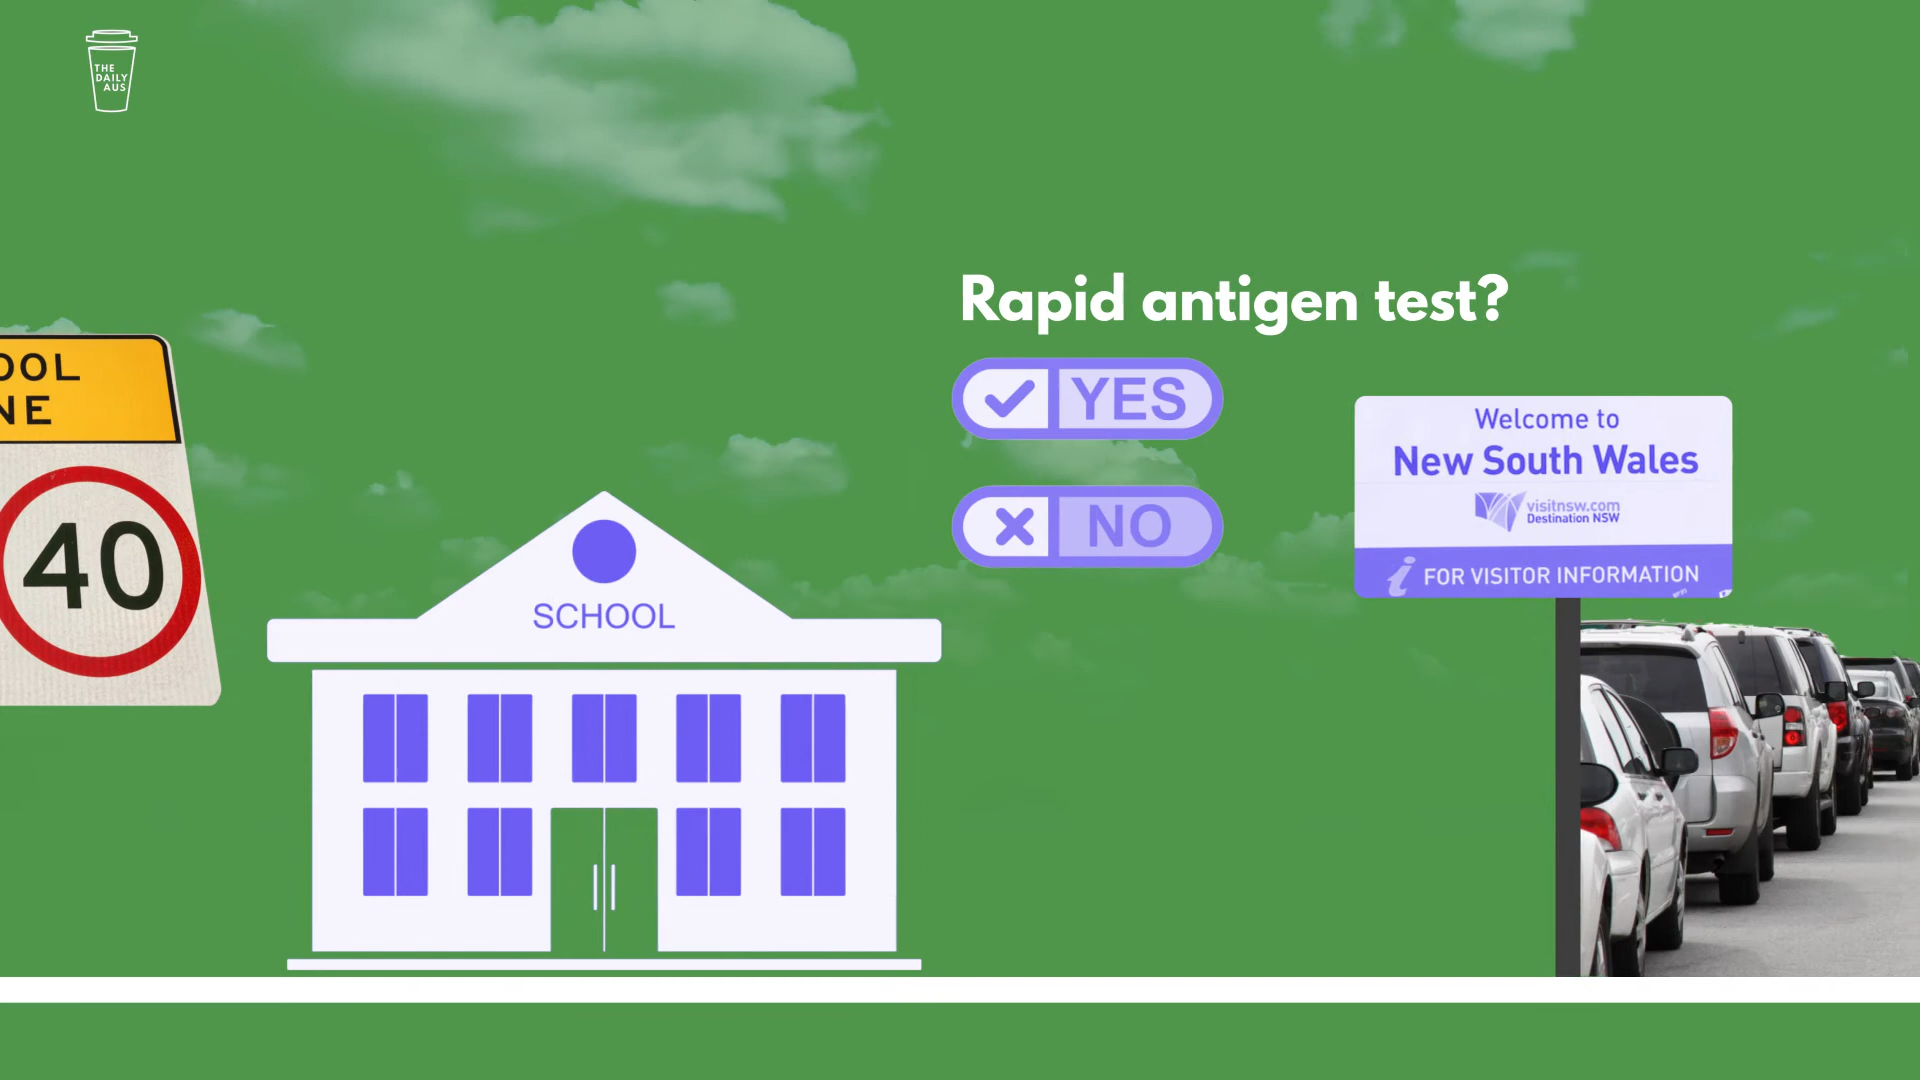 THE
DAILY
AUS
Rapid antigen test?
YES
NO
OOL
NE
40
SCHOOL
Welcome to
New South Wales
visitnsw.com
Destination NSW
i FOR VISITOR INFORMATION